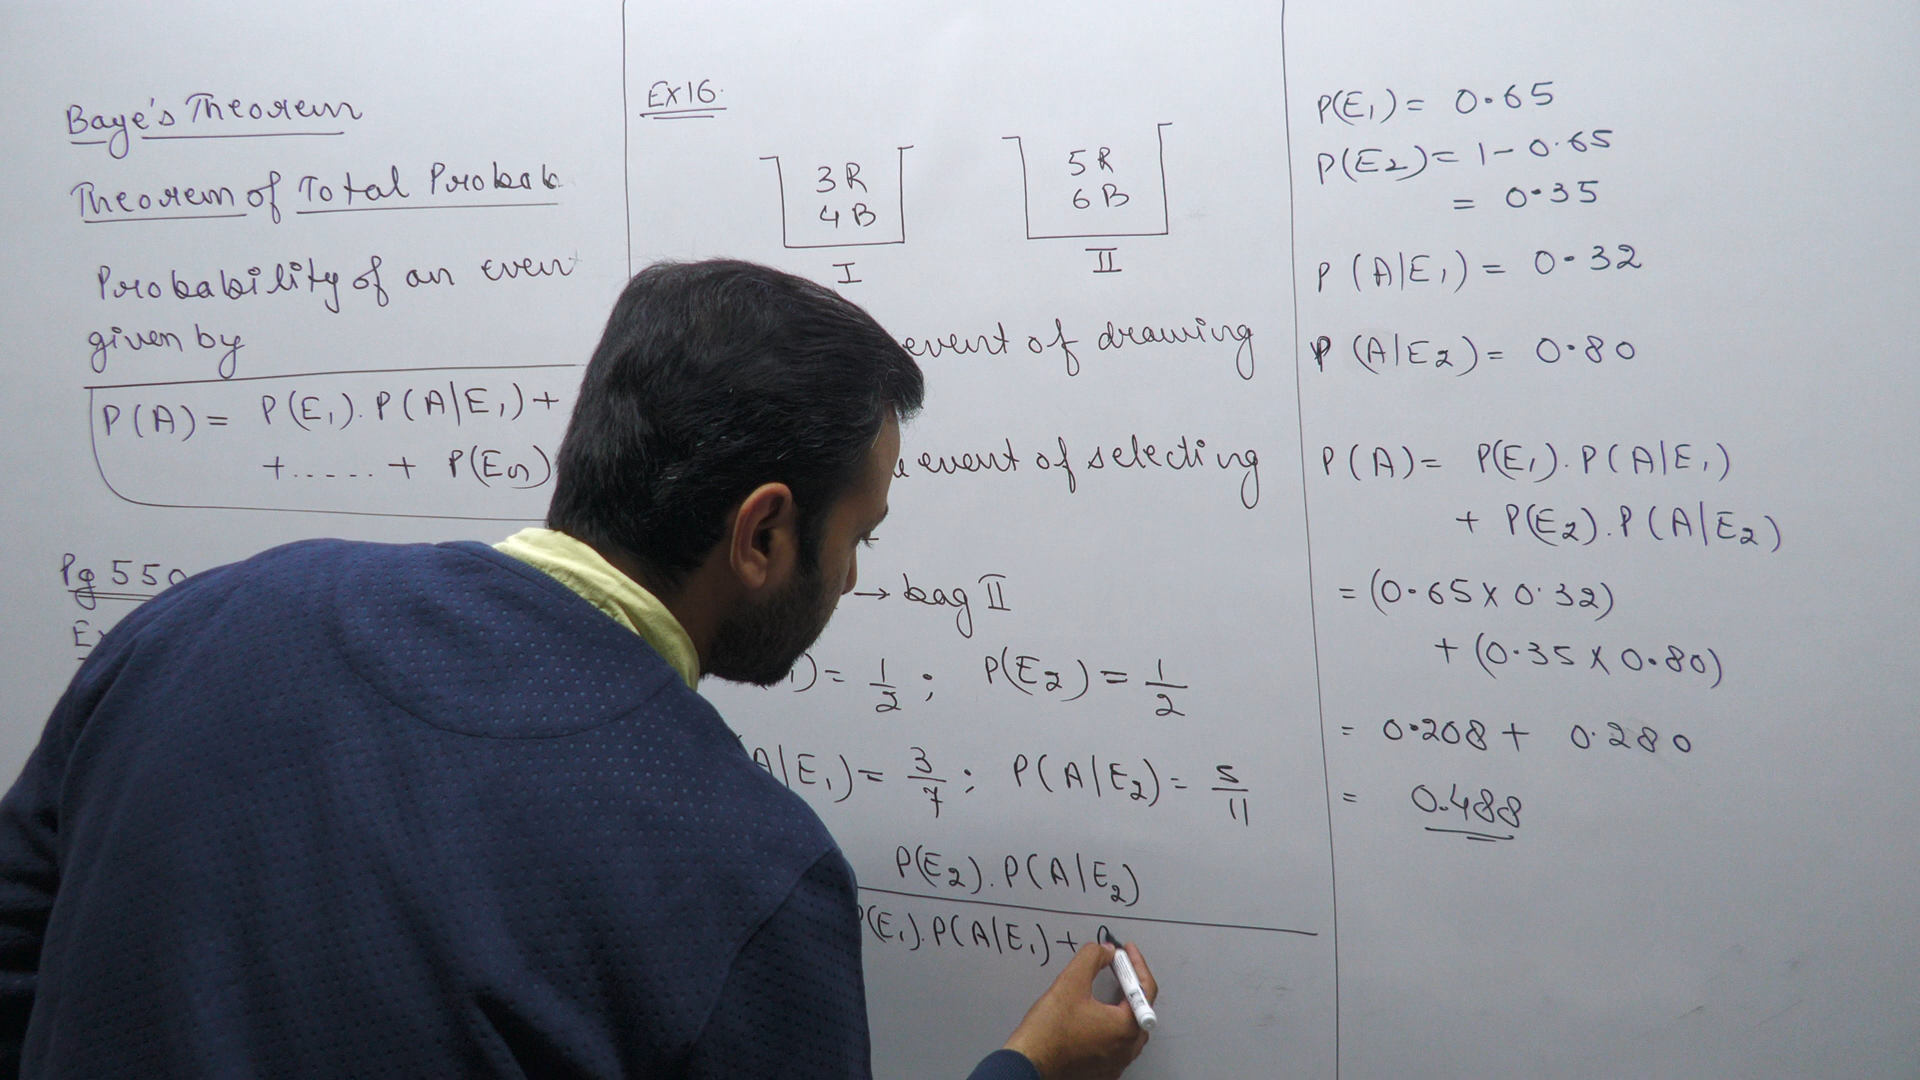 Baye's Theorem
Theorem of Total Probab
Probability of an even
given by
P(A) = P(E₁).P(A|E₁) +
+.....+ P(Eₙ)
Pg 550
Ex16.
3R
4B
I
5R
6B
II
event of drawing
event of selecting
→ bag II
)= 1/2 ; P(E₂) = 1/2
A|E₁) = 3/7 ; P(A|E₂) = 5/11
P(E₂).P(A|E₂)
P(E₁).P(A|E₁) +
P(E₁) = 0.65
P(E₂) = 1 - 0.65
= 0.35
P(A|E₁) = 0.32
P(A|E₂) = 0.80
P(A) = P(E₁).P(A|E₁)
+ P(E₂).P(A|E₂)
= (0.65 x 0.32)
+ (0.35 x 0.80)
= 0.208 + 0.280
= 0.488